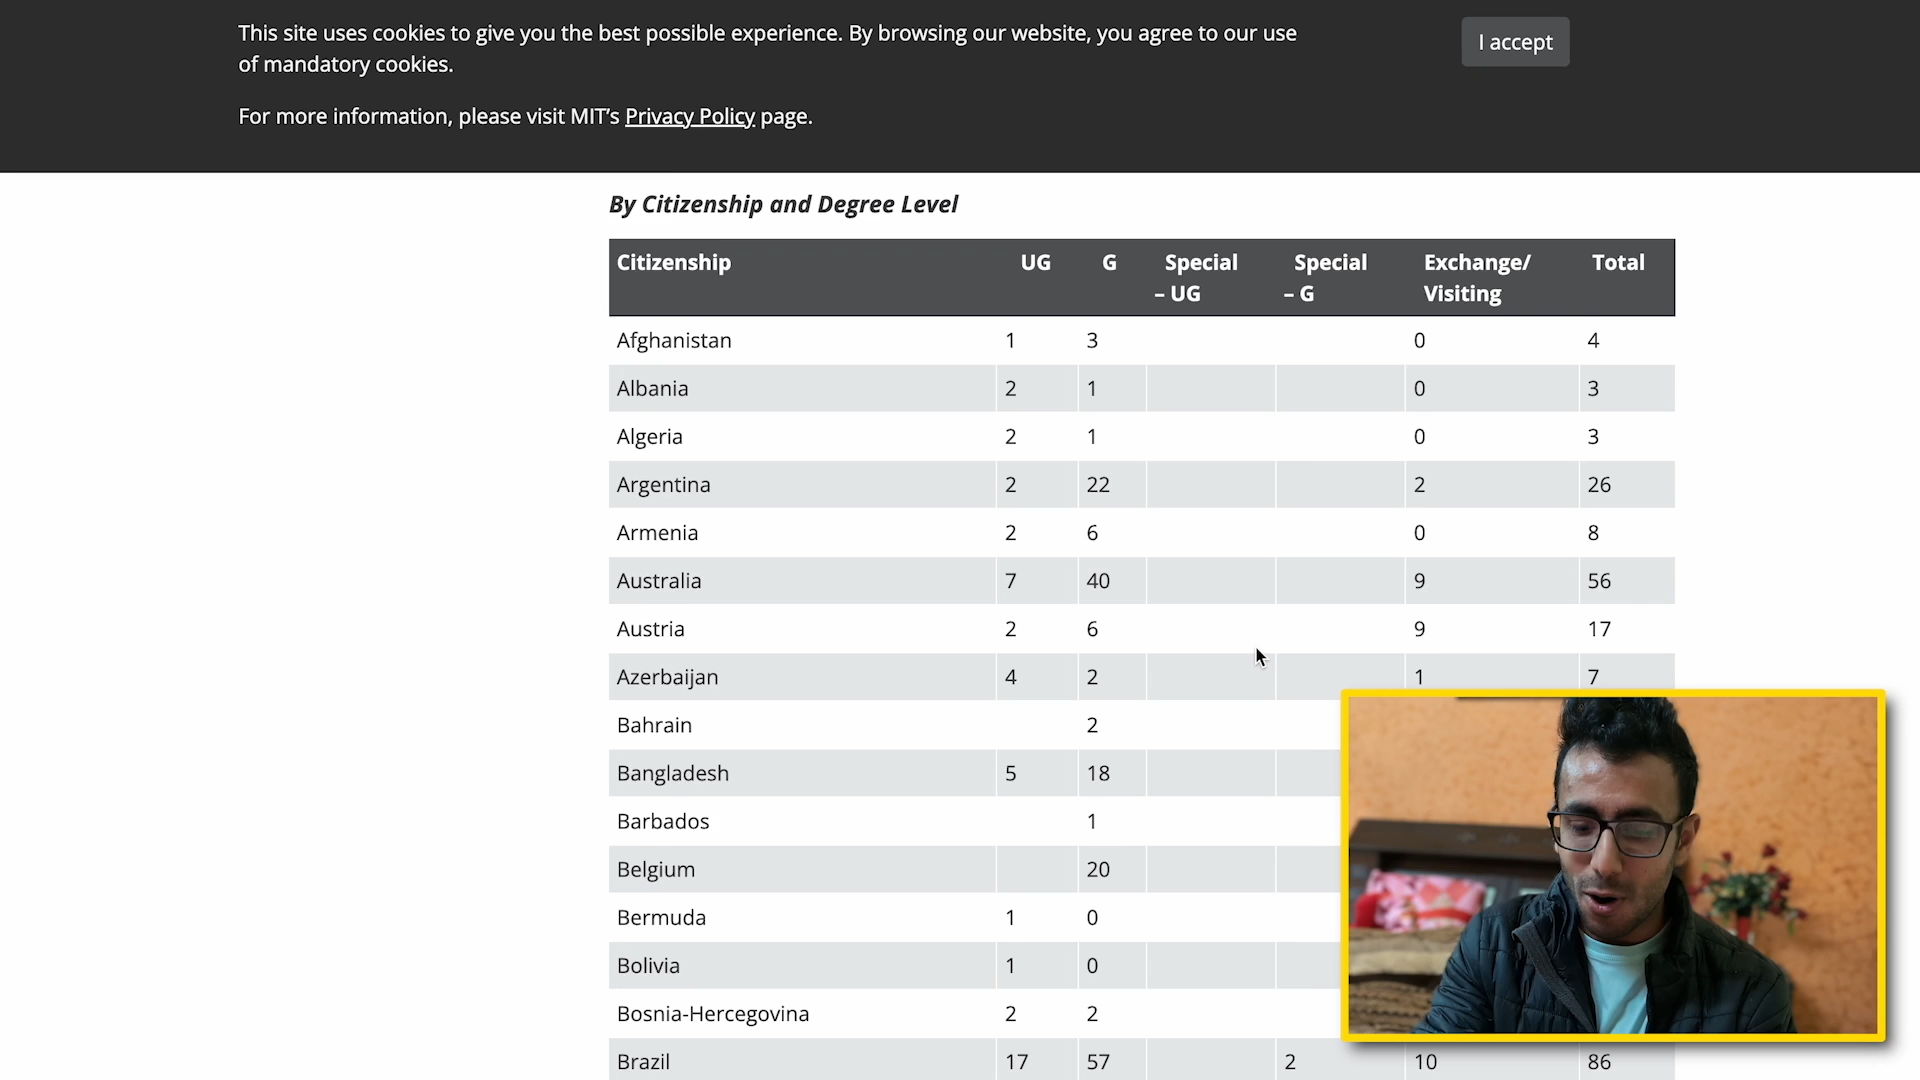 This site uses cookies to give you the best possible experience. By browsing our website, you agree to our use
of mandatory cookies.
I accept
For more information, please visit MIT’s Privacy Policy page.
By Citizenship and Degree Level
Citizenship UG G Special – UG Special – G Exchange/ Visiting Total
Afghanistan 1 3 0 4
Albania 2 1 0 3
Algeria 2 1 0 3
Argentina 2 22 2 26
Armenia 2 6 0 8
Australia 7 40 9 56
Austria 2 6 9 17
Azerbaijan 4 2 1 7
Bahrain 2
Bangladesh 5 18
Barbados 1
Belgium 20
Bermuda 1 0
Bolivia 1 0
Bosnia-Hercegovina 2 2
Brazil 17 57 2 10 86